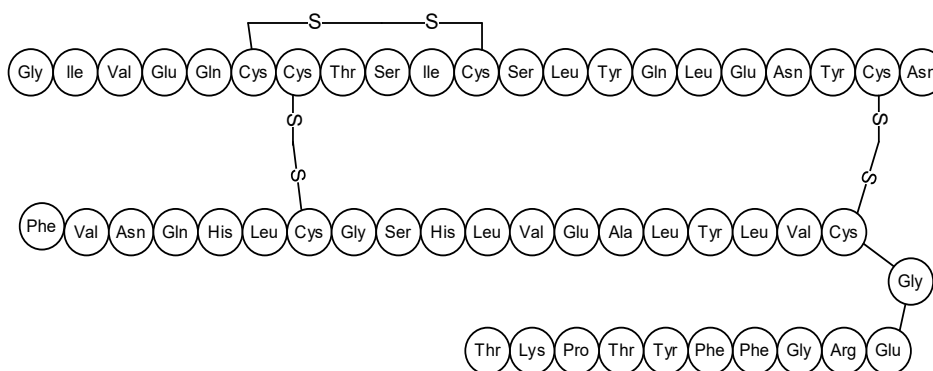 S S
Gly Ile Val Glu Gln Cys Cys Thr Ser Ile Cys Ser Leu Tyr Gln Leu Glu Asn Tyr Cys Asn
S S
S S
Phe Val Asn Gln His Leu Cys Gly Ser His Leu Val Glu Ala Leu Tyr Leu Val Cys
Gly
Thr Lys Pro Thr Tyr Phe Phe Gly Arg Glu